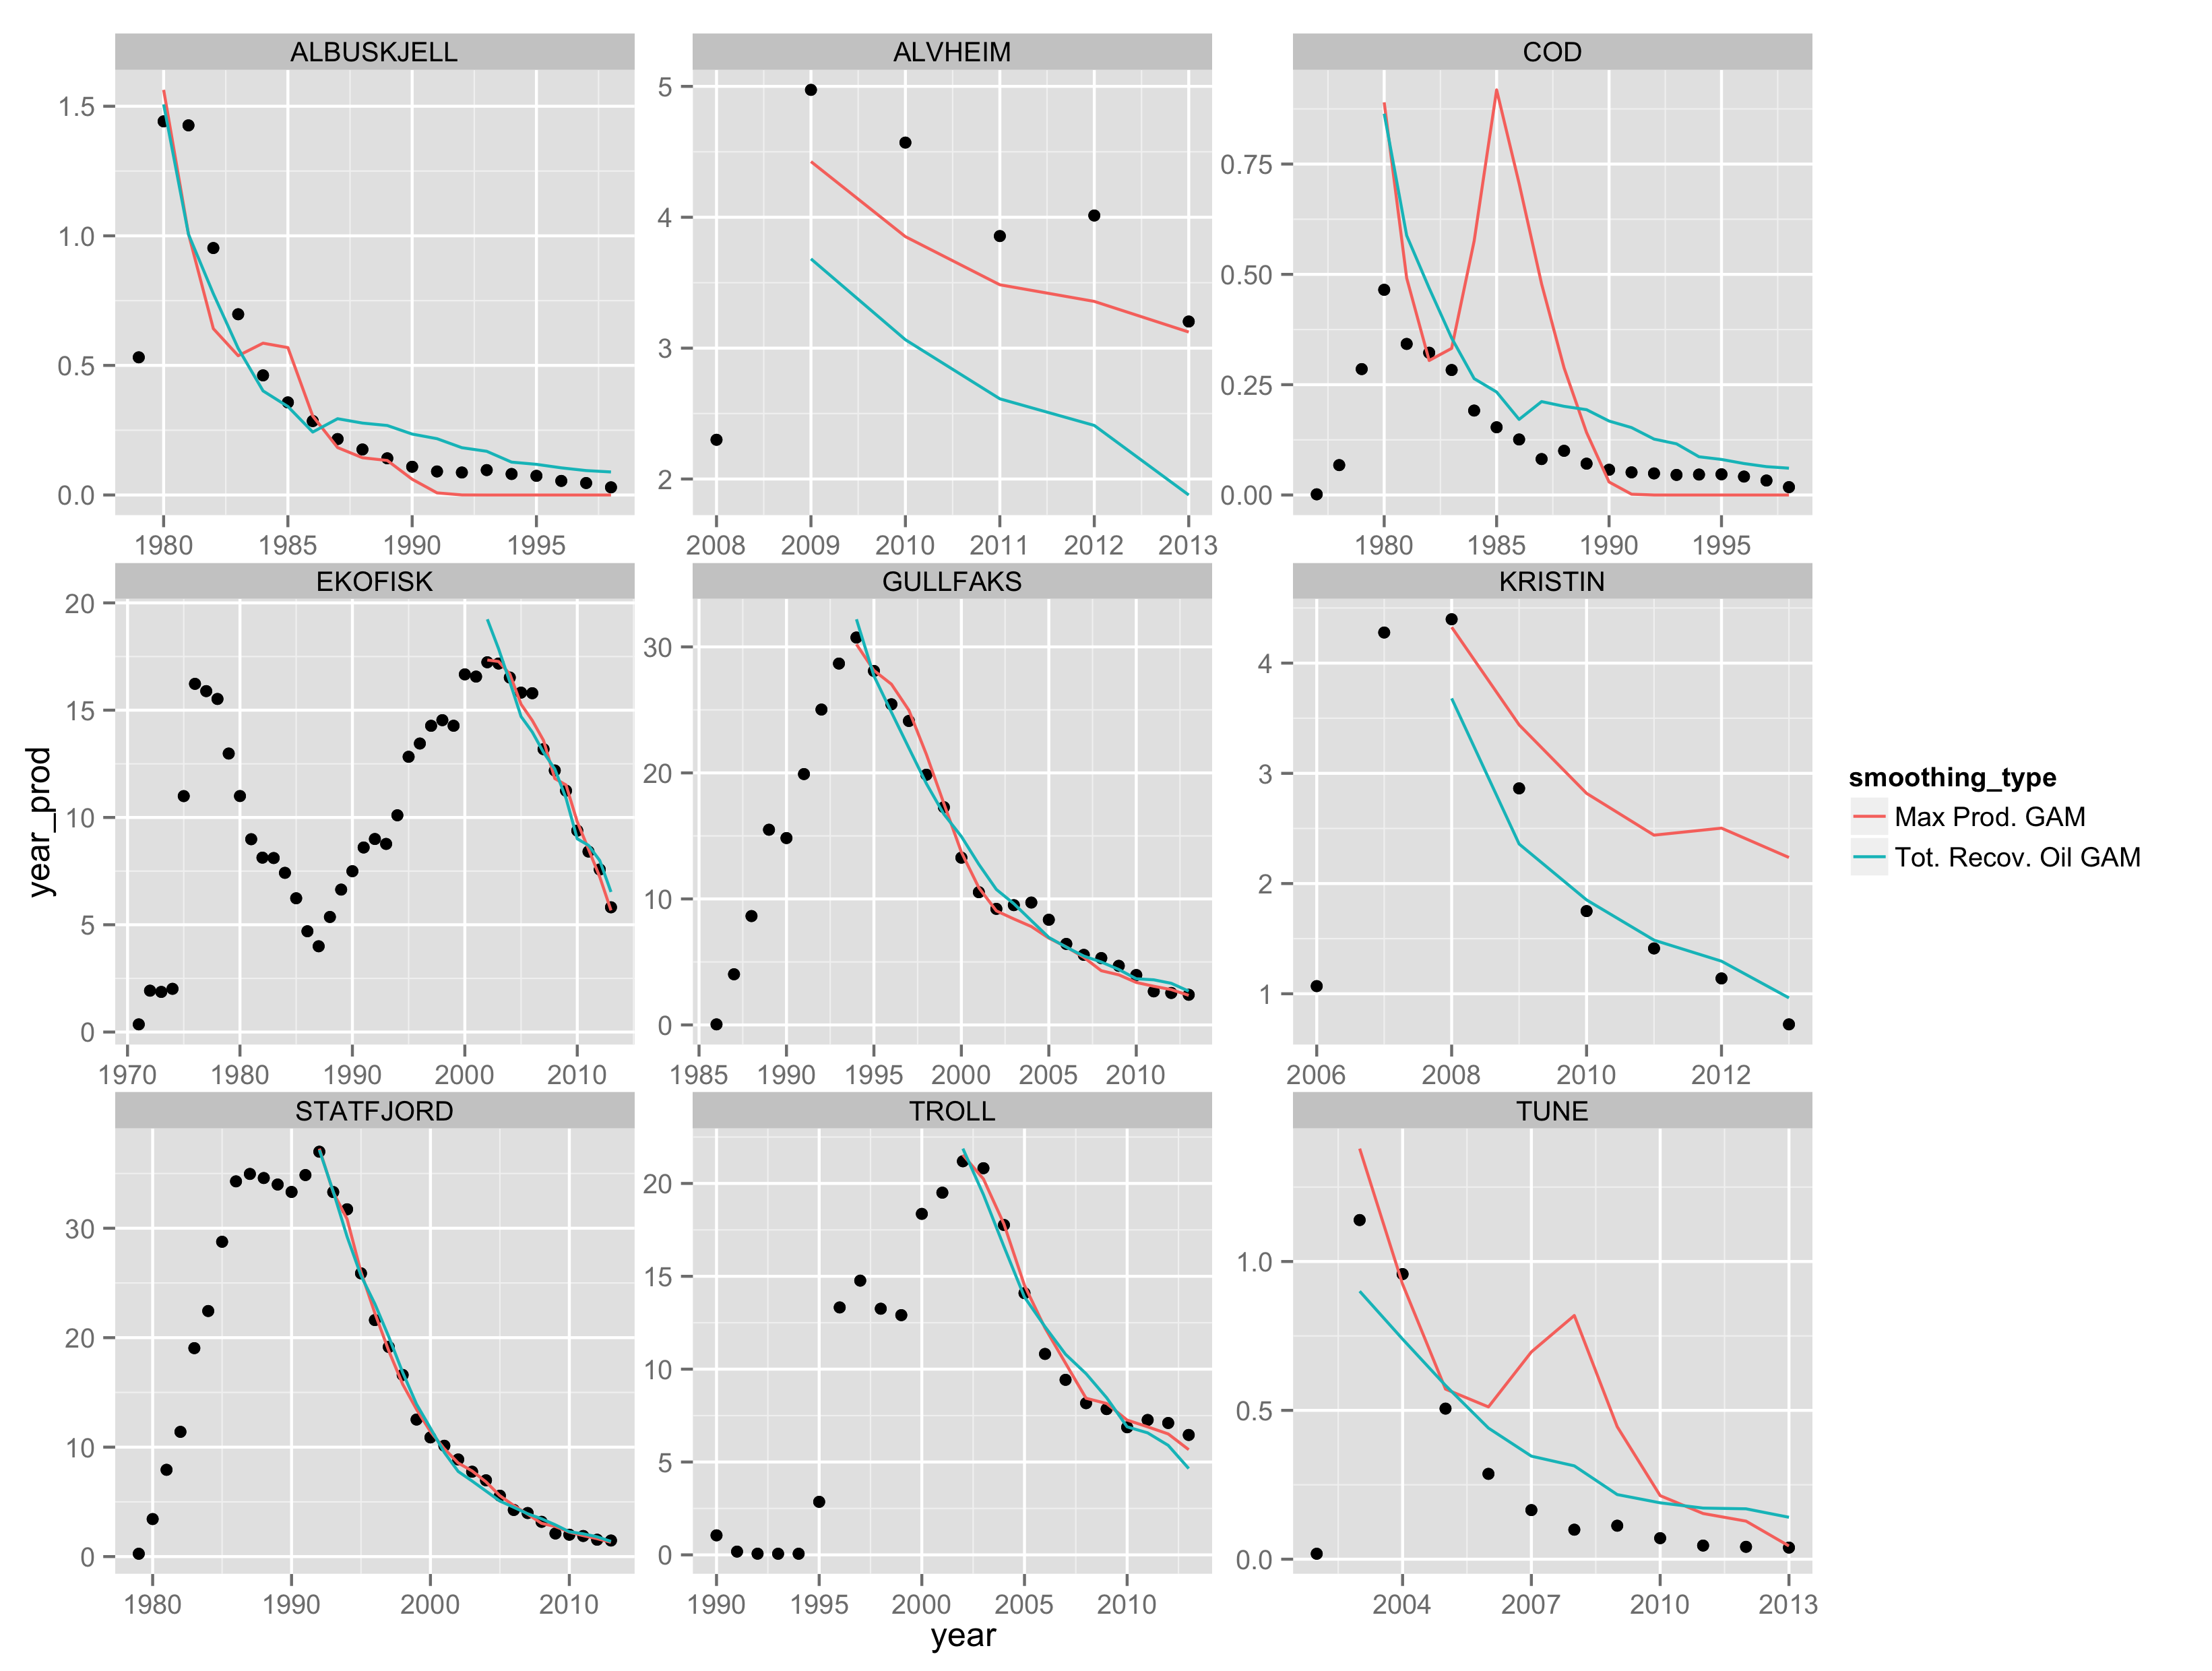 ALBUSKJELL ALVHEIM COD
1.5
1.0
0.5
0.0
5
4
3
2
0.75
0.50
0.25
0.00
1980 1985 1990 1995
2008 2009 2010 2011 2012 2013
1980 1985 1990 1995
EKOFISK GULLFAKS KRISTIN
20
15
10
5
0
30
20
10
0
4
3
2
1
1970 1980 1990 2000 2010
1985 1990 1995 2000 2005 2010
2006 2008 2010 2012
STATFJORD TROLL TUNE
30
20
10
0
20
15
10
5
0
1.0
0.5
0.0
1980 1990 2000 2010
1990 1995 2000 2005 2010
2004 2007 2010 2013
year_prod
year
smoothing_type
Max Prod. GAM
Tot. Recov. Oil GAM